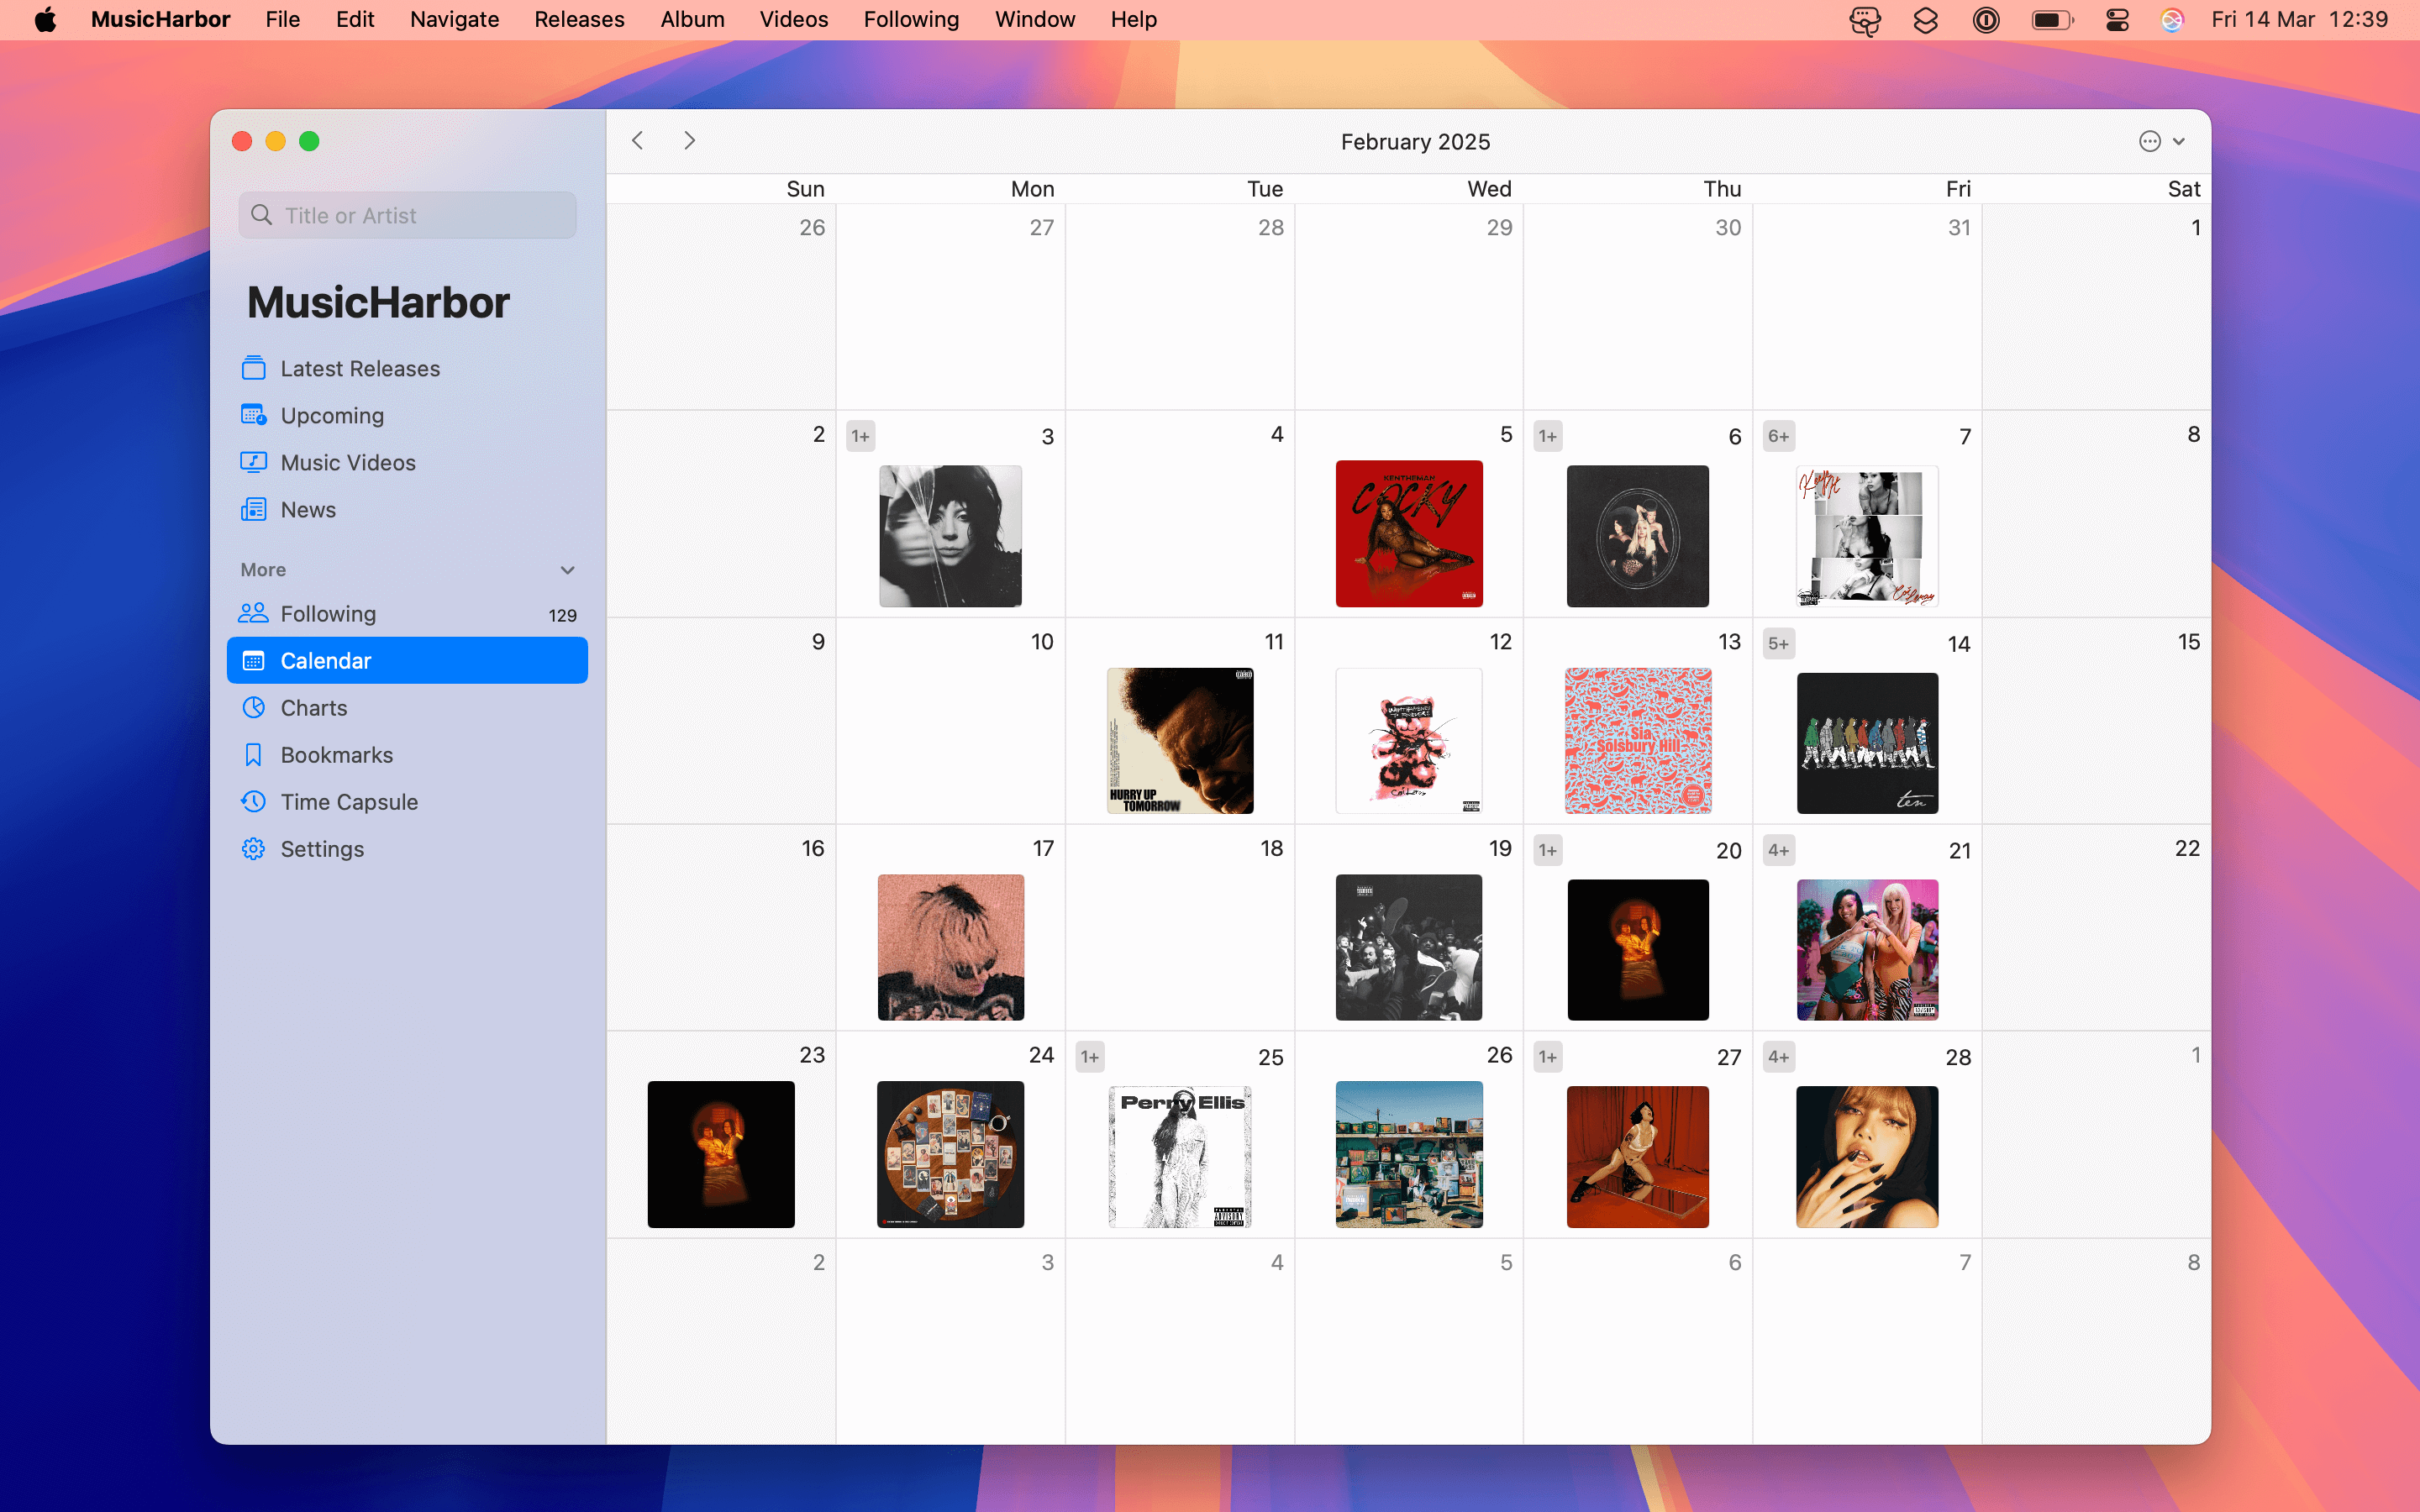 MusicHarbor File Edit Navigate Releases Album Videos Following Window Help Fri 14 Mar 12:39
February 2025
Title or Artist
MusicHarbor
Latest Releases
Upcoming
Music Videos
News
More
Following 129
Calendar
Charts
Bookmarks
Time Capsule
Settings
Sun Mon Tue Wed Thu Fri Sat
26 27 28 29 30 31 1
2 1+ 3 4 5 1+ 6 6+ 7 8
KENTHEMAN
COCKY
9 10 11 12 13 5+ 14 15
HURRY UP
TOMORROW
Sia
Solsbury Hill
ten
16 17 18 19 1+ 20 4+ 21 22
23 24 1+ 25 26 1+ 27 4+ 28 1
Perry Ellis
PARENTAL
ADVISORY
EXPLICIT CONTENT
2 3 4 5 6 7 8